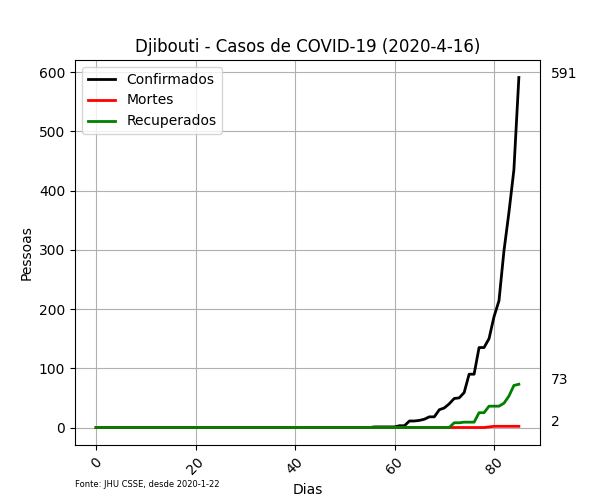 Djibouti - Casos de COVID-19 (2020-4-16)
Confirmados
Mortes
Recuperados
600
500
400
300
200
100
0
Pessoas
591
73
2
0
20
40
60
80
Dias
Fonte: JHU CSSE, desde 2020-1-22